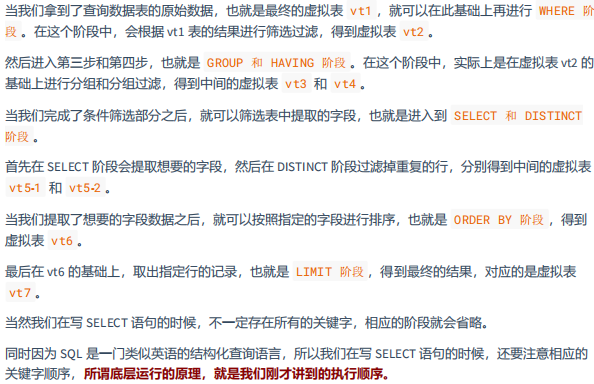 当我们拿到了查询数据表的原始数据，也就是最终的虚拟表 vt1 ，就可以在此基础上再进行 WHERE 阶
段 。在这个阶段中，会根据 vt1 表的结果进行筛选过滤，得到虚拟表 vt2 。
然后进入第三步和第四步，也就是 GROUP 和 HAVING 阶段 。在这个阶段中，实际上是在虚拟表 vt2 的
基础上进行分组和分组过滤，得到中间的虚拟表 vt3 和 vt4 。
当我们完成了条件筛选部分之后，就可以筛选表中提取的字段，也就是进入到 SELECT 和 DISTINCT
阶段 。
首先在 SELECT 阶段会提取想要的字段，然后在 DISTINCT 阶段过滤掉重复的行，分别得到中间的虚拟表
vt5-1 和 vt5-2 。
当我们提取了想要的字段数据之后，就可以按照指定的字段进行排序，也就是 ORDER BY 阶段 ，得到
虚拟表 vt6 。
最后在 vt6 的基础上，取出指定行的记录，也就是 LIMIT 阶段 ，得到最终的结果，对应的是虚拟表
vt7 。
当然我们在写 SELECT 语句的时候，不一定存在所有的关键字，相应的阶段就会省略。
同时因为 SQL 是一门类似英语的结构化查询语言，所以我们在写 SELECT 语句的时候，还要注意相应的
关键字顺序，所谓底层运行的原理，就是我们刚才讲到的执行顺序。